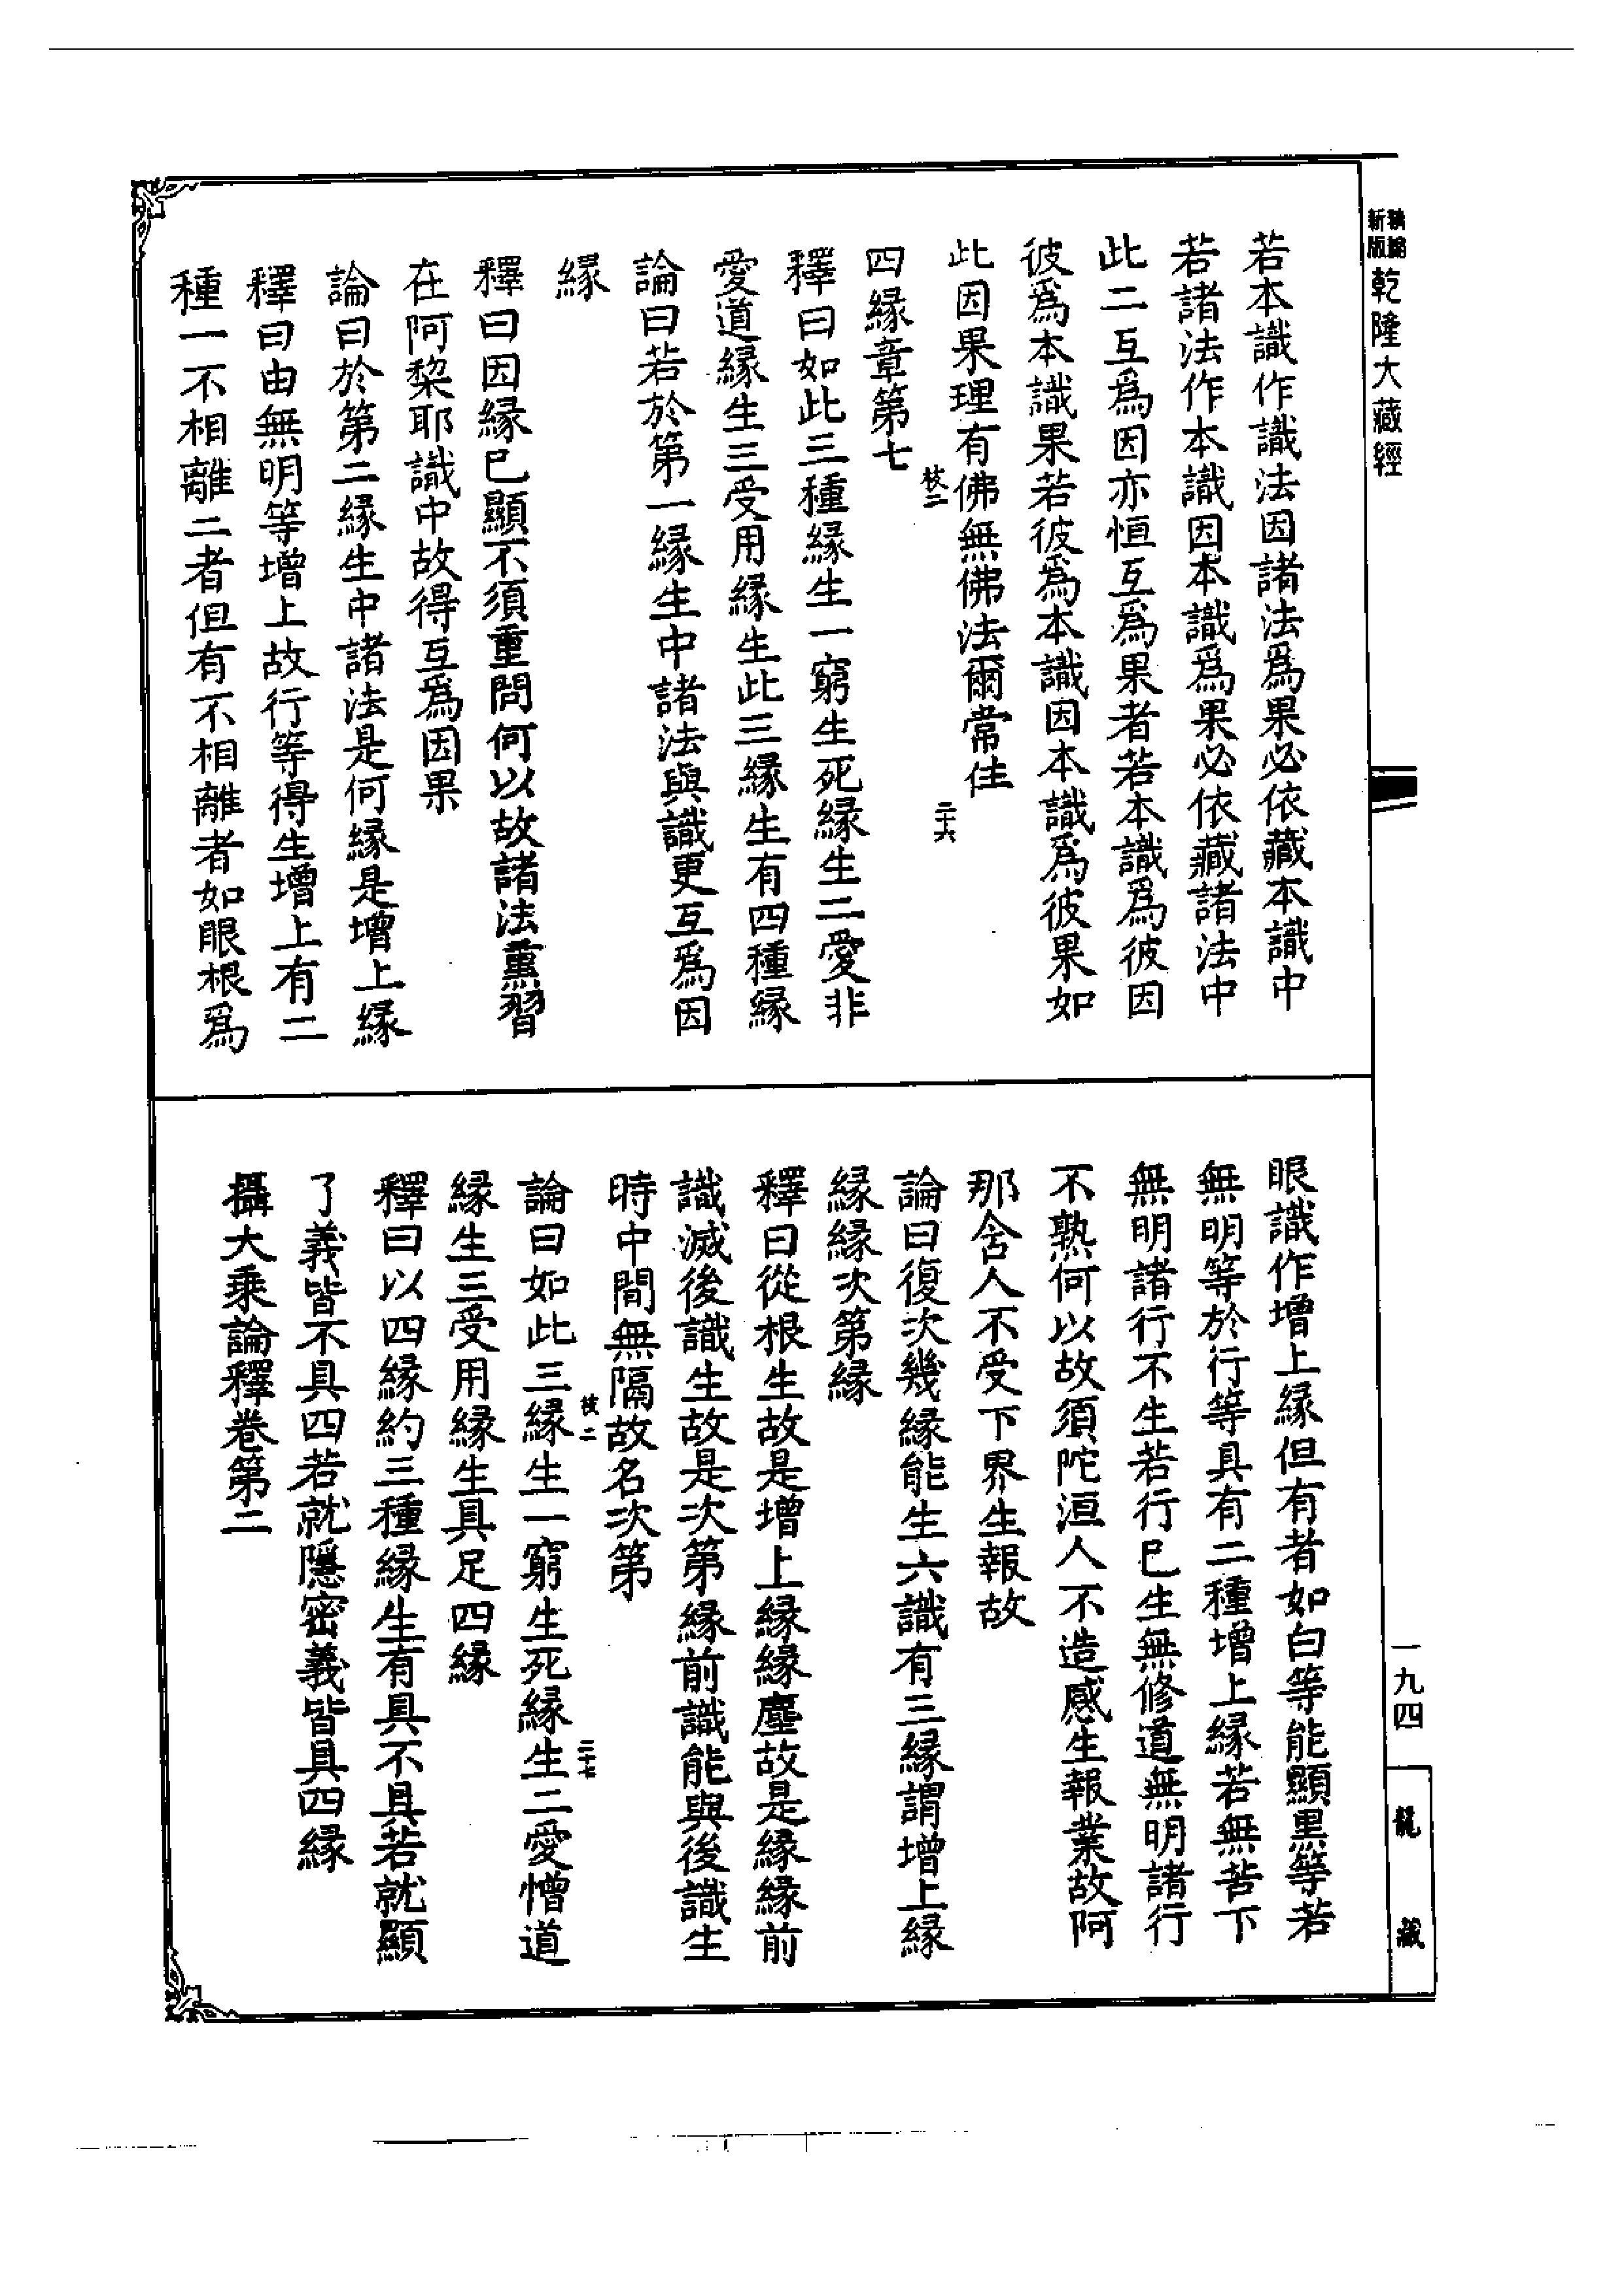 新編
新版
乾隆大藏經
若本識作識法因諸法爲果必依藏本識中
若諸法作本識因本識爲果必依藏諸法中
此二互爲因亦恒互爲果者若本識爲彼因
彼爲本識果若彼爲本識因本識爲彼果如
此因果理有佛無佛法爾常住
枝二
二十六
四緣章第七
釋曰如此三種緣生一窮生死緣生二愛非
愛道緣生三受用緣生此三緣生有四種緣
論曰若於第一緣生中諸法與識更互爲因
緣
釋曰因緣已顯不須重問何以故諸法熏習
在阿棃耶識中故得互爲因果
論曰於第二緣生中諸法是何緣是增上緣
釋曰由無明等增上故行等得生增上有二
種一不相離二者但有不相離者如眼根爲
眼識作增上緣但有者如白等能顯黑等若
無明等於行等具有二種增上緣若無苦下
無明諸行不生若行已生無修道無明諸行
不熟何以故須陀洹人不造感生報業故阿
那含人不受下界生報故
論曰復次幾緣能生六識有三緣謂增上緣
緣緣次第緣
釋曰從根生故是增上緣緣塵故是緣緣前
識滅後識生故是次第緣前識能與後識生
時中間無隔故名次第
枝二
二十七
論曰如此三緣生一窮生死緣生二愛憎道
緣生三受用緣生具足四緣
釋曰以四緣約三種緣生有具不具若就顯
了義皆不具四若就隱密義皆具四緣
攝大乘論釋卷第二
一九四
龍藏